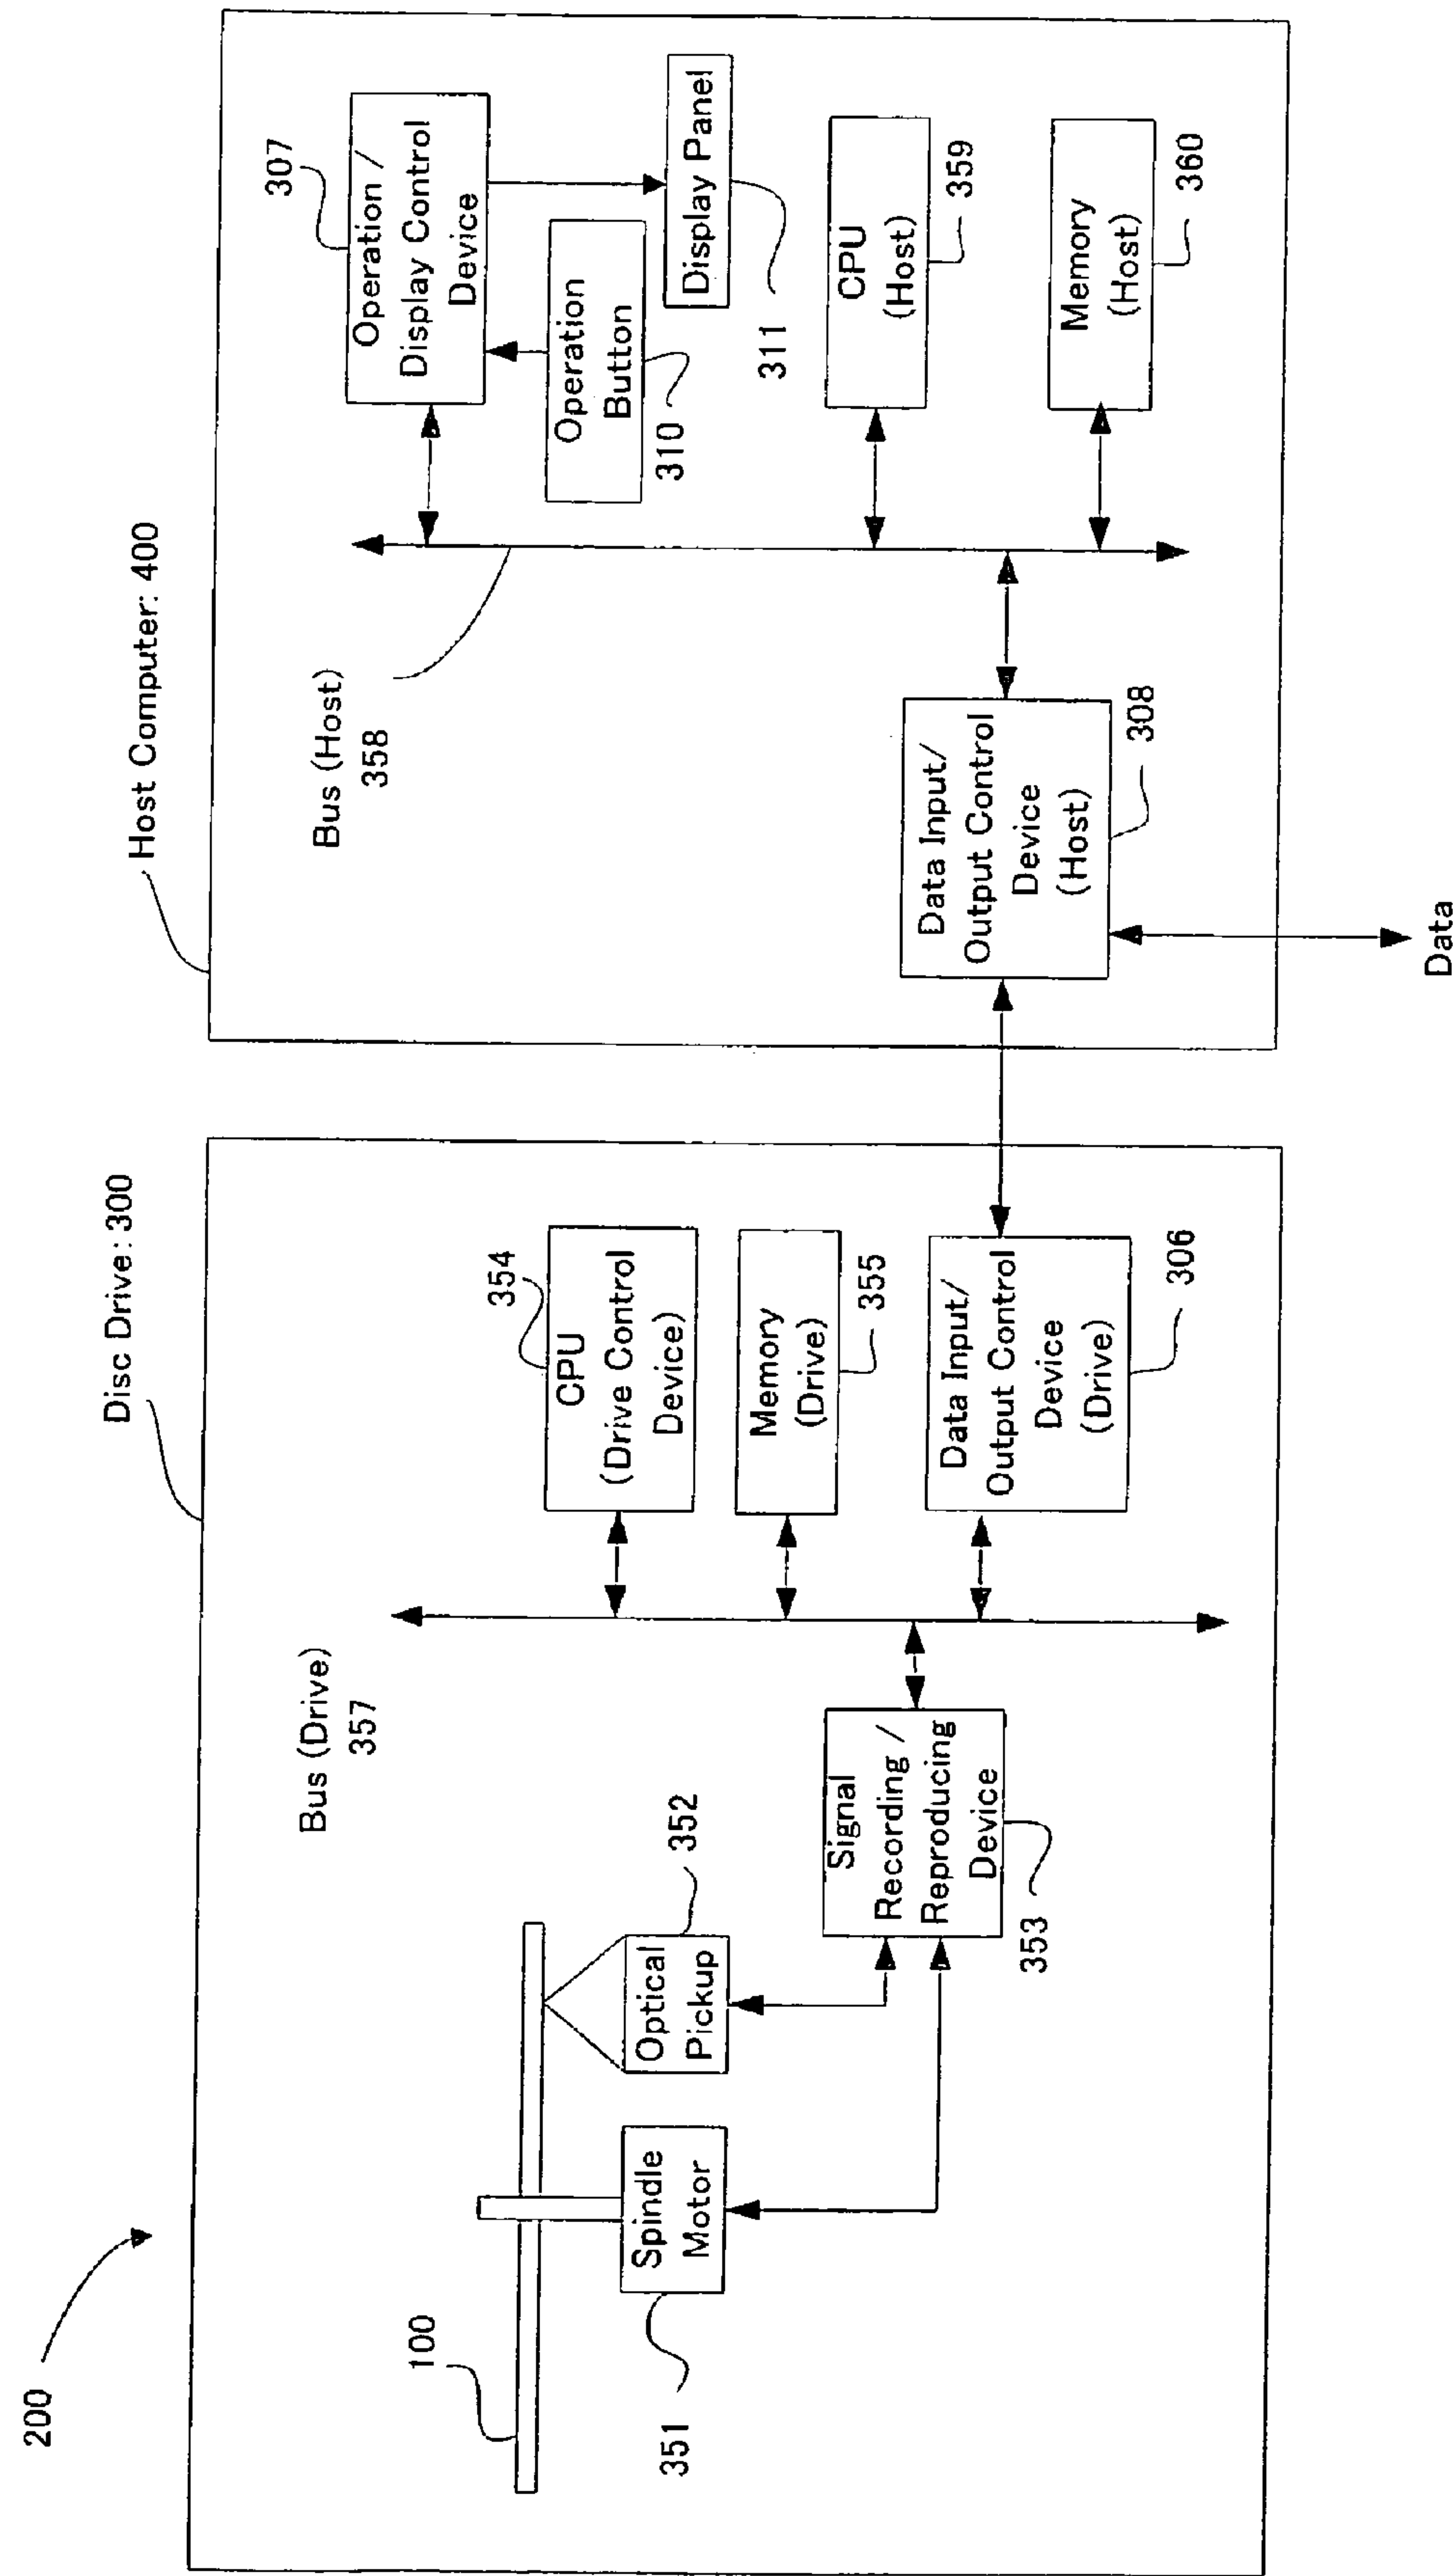 200
Disc Drive:300
Bus (Drive)
357
100
351
Spindle
Motor
Optical
Pickup
352
Signal
Recording /
Reproducing
Device
353
354
CPU
(Drive Control
Device)
Memory
(Drive)
355
Data Input/
Output Control
Device
(Drive)
306
Host Computer: 400
Bus (Host)
358
307
Operation /
Display Control
Device
Operation
Button
310
Display Panel
311
CPU
(Host)
359
Memory
(Host)
360
Data Input/
Output Control
Device
(Host)
308
Data